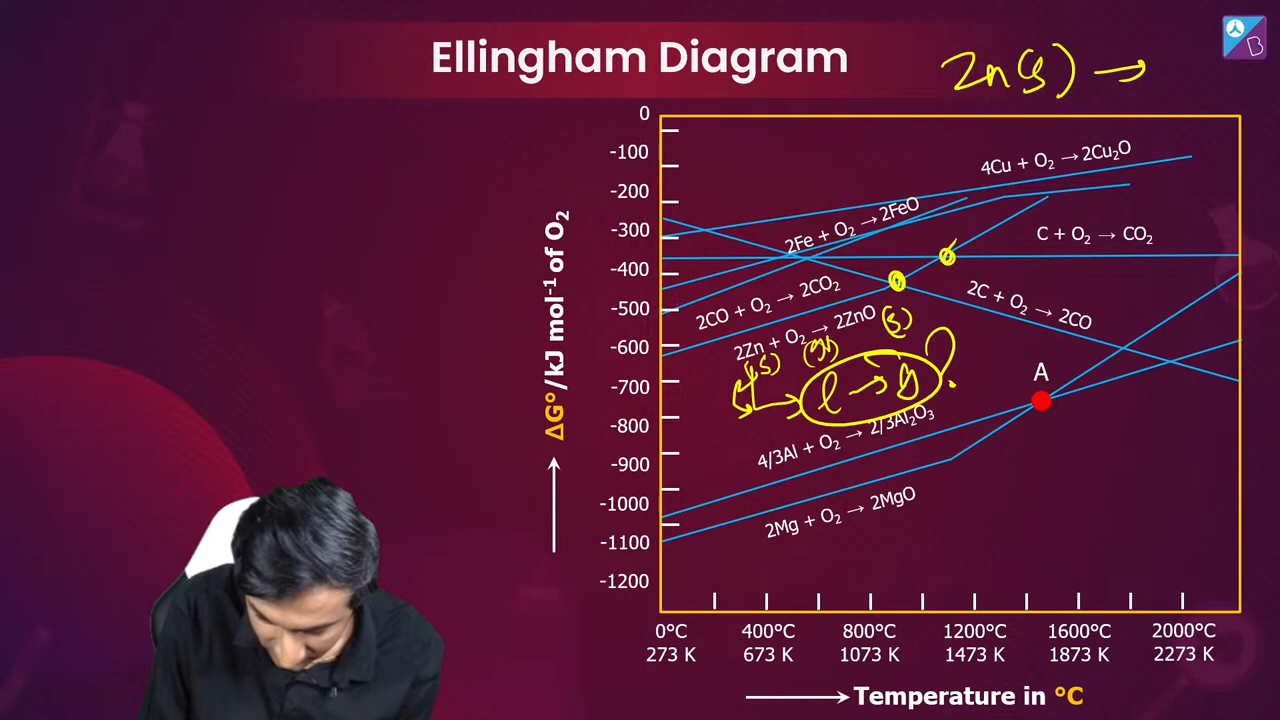 Ellingham Diagram
Zn(g) →
B
0
-100
-200
-300
-400
-500
-600
-700
-800
-900
-1000
-1100
-1200
ΔG°/kJ mol⁻¹ of O₂
4Cu + O₂ → 2Cu₂O
2Fe + O₂ → 2FeO
C + O₂ → CO₂
2CO + O₂ → 2CO₂
2C + O₂ → 2CO
2Zn + O₂ → 2ZnO
(s)
(s) (g)
l → g ?
A
4/3Al + O₂ → 2/3Al₂O₃
2Mg + O₂ → 2MgO
0°C 400°C 800°C 1200°C 1600°C 2000°C
273 K 673 K 1073 K 1473 K 1873 K 2273 K
Temperature in °C